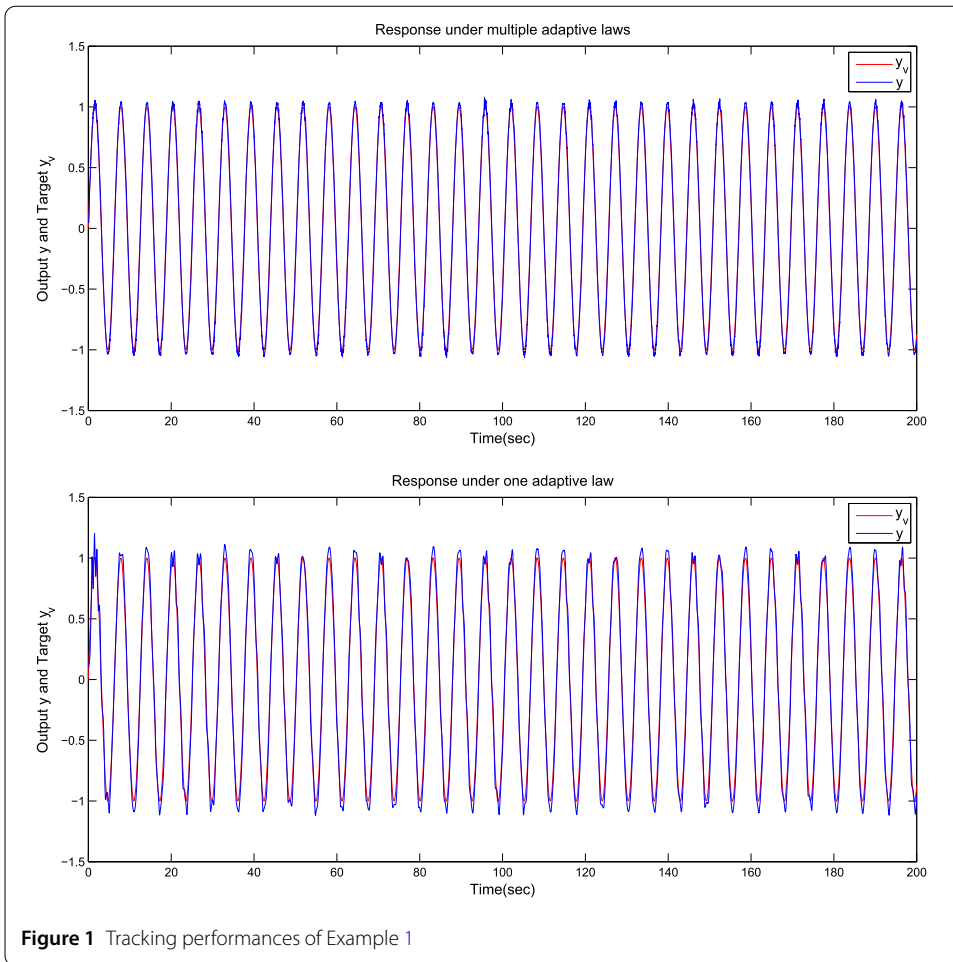 Response under multiple adaptive laws
1.5
1
0.5
0
−0.5
−1
−1.5
Output y and Target y_v
y_v
y
0 20 40 60 80 100 120 140 160 180 200
Time(sec)
Response under one adaptive law
1.5
1
0.5
0
−0.5
−1
−1.5
Output y and Target y_v
y_v
y
0 20 40 60 80 100 120 140 160 180 200
Time(sec)
Figure 1 Tracking performances of Example 1